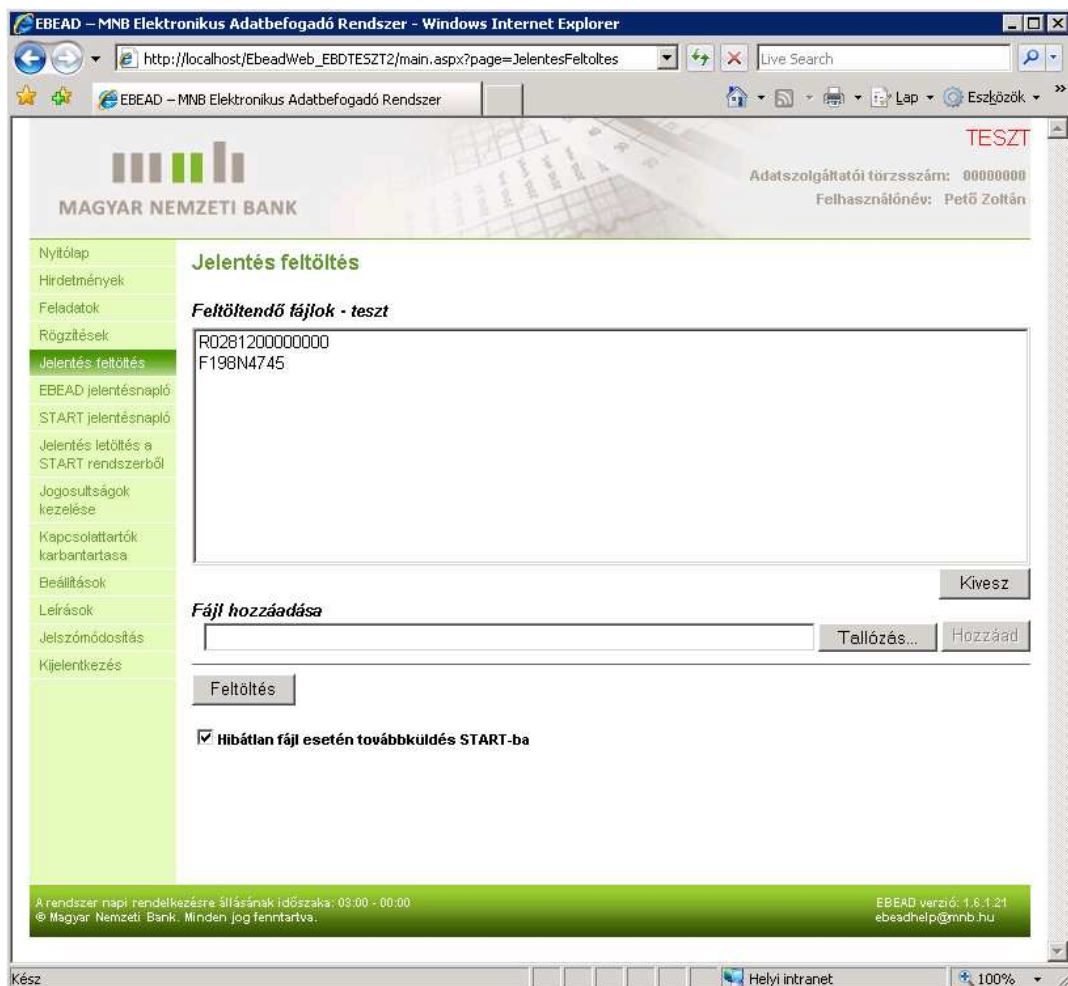 EBEAD – MNB Elektronikus Adatbefogadó Rendszer - Windows Internet Explorer
http://localhost/EbeadWeb_EBDTESZT2/main.aspx?page=JelentesFeltoltes
Live Search
EBEAD – MNB Elektronikus Adatbefogadó Rendszer
Lap
Eszközök
TESZT
Adatszolgáltatói törzsszám: 00000000
Felhasználónév: Pető Zoltán
MAGYAR NEMZETI BANK
Nyitólap
Hirdetmények
Feladatok
Rögzítések
Jelentés feltöltés
EBEAD jelentésnapló
START jelentésnapló
Jelentés letöltés a
START rendszerből
Jogosultságok
kezelése
Kapcsolattartók
karbantartasa
Beállítások
Leírások
Jelszómódosítás
Kijelentkezés
Jelentés feltöltés
Feltöltendő fájlok - teszt
R0281200000000
F198N4745
Kivesz
Fájl hozzáadása
Tallózás...
Hozzáad
Feltöltés
Hibátlan fájl esetén továbbküldés START-ba
A rendszer napi rendelkezésre állásának időszaka: 03:00 - 00:00
© Magyar Nemzeti Bank. Minden jog fenntartva.
EBEAD verzió: 1.6.1.21
ebeadhelp@mnb.hu
Kész
Helyi intranet
100%